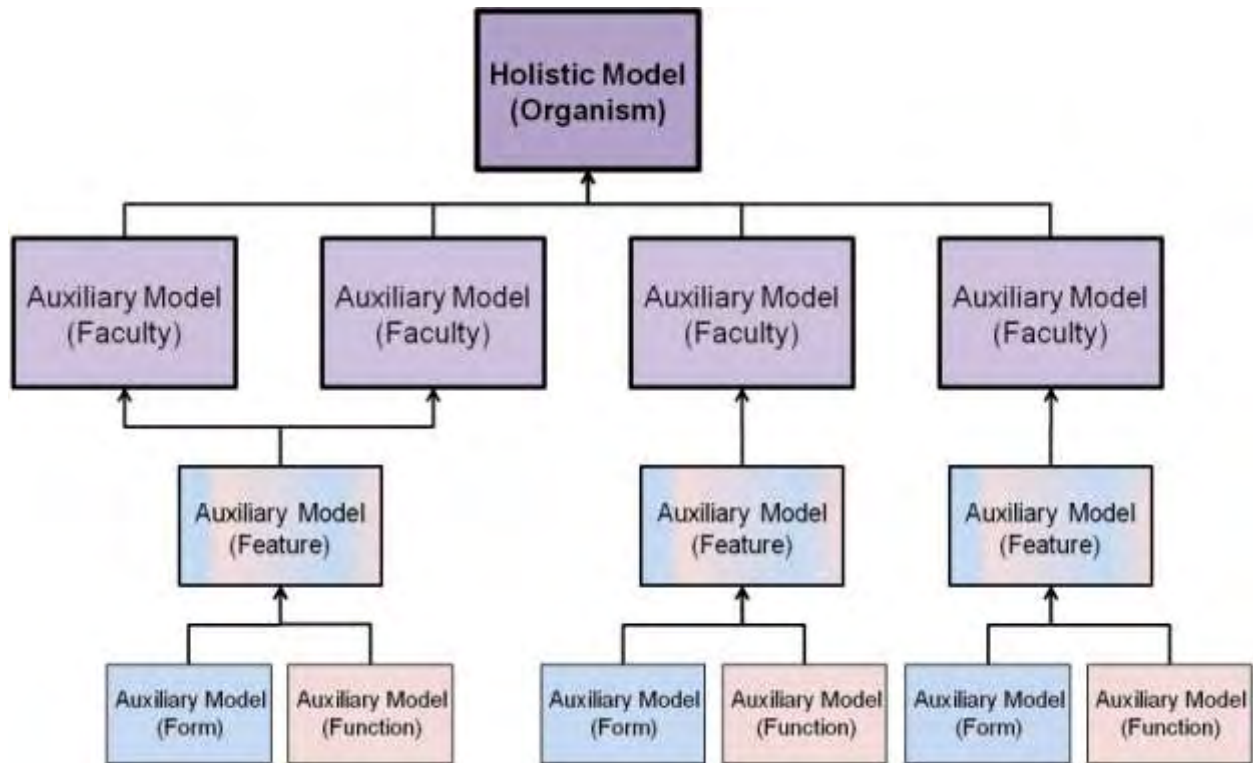 Holistic Model
(Organism)
Auxiliary Model
(Faculty)
Auxiliary Model
(Faculty)
Auxiliary Model
(Faculty)
Auxiliary Model
(Faculty)
Auxiliary Model
(Feature)
Auxiliary Model
(Feature)
Auxiliary Model
(Feature)
Auxiliary Model
(Form)
Auxiliary Model
(Function)
Auxiliary Model
(Form)
Auxiliary Model
(Function)
Auxiliary Model
(Form)
Auxiliary Model
(Function)